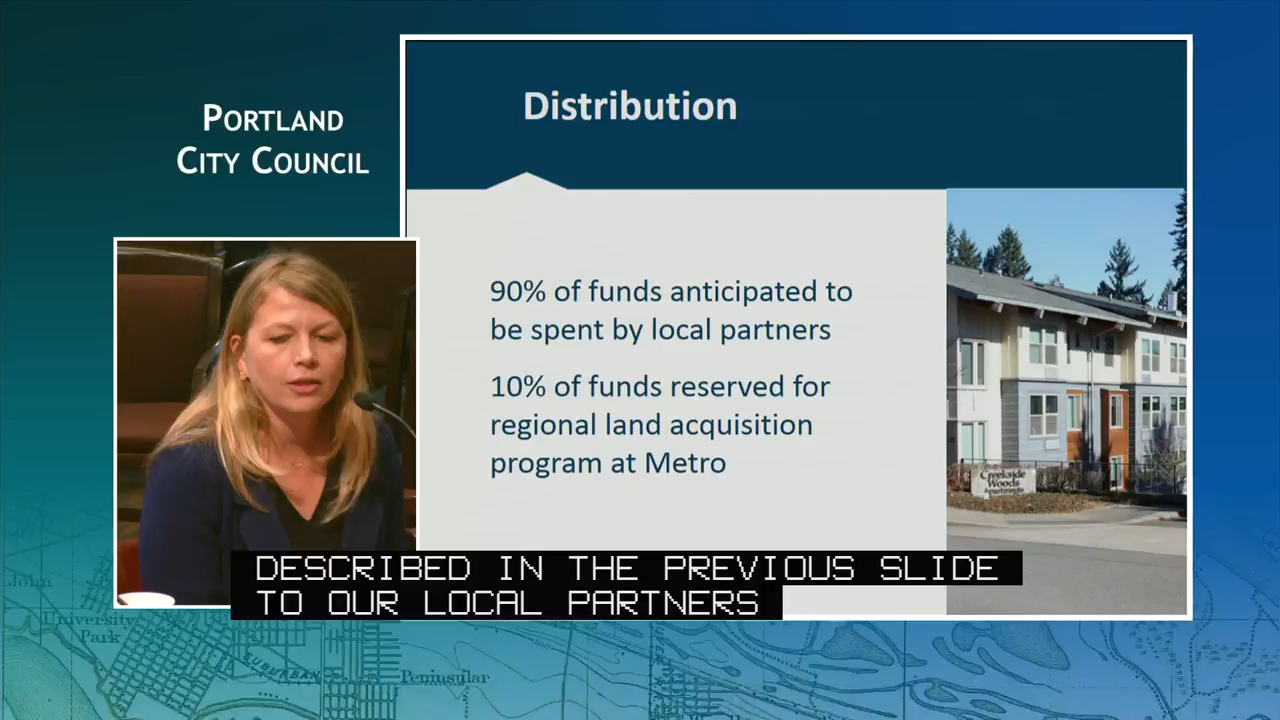 PORTLAND
CITY COUNCIL
Distribution
90% of funds anticipated to
be spent by local partners
10% of funds reserved for
regional land acquisition
program at Metro
Creekside
Woods
Apartments
DESCRIBED IN THE PREVIOUS SLIDE
TO OUR LOCAL PARTNERS
John
University
Park
SUBURBAN
Peninsular